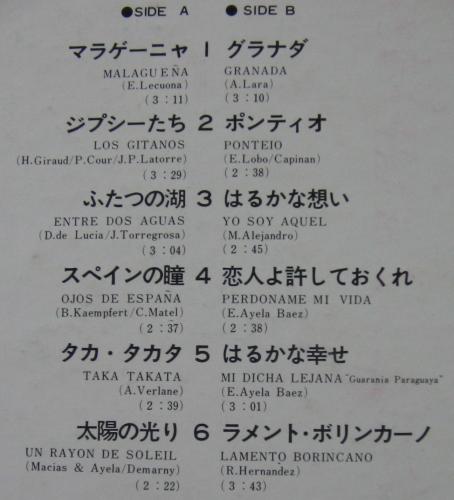 ●SIDE A ●SIDE B
マラゲーニャ 1 グラナダ
MALAGUEÑA GRANADA
(E.Lecuona) (A.Lara)
(3:11) (3:10)
ジプシーたち 2 ポンティオ
LOS GITANOS PONTEIO
(H.Giraud/P.Cour/J.P.Latorre) (E.Lobo/Capinan)
(3:29) (2:38)
ふたつの湖 3 はるかな想い
ENTRE DOS AGUAS YO SOY AQUEL
(D.de Lucia/J.Torregrosa) (M.Alejandro)
(3:04) (2:45)
スペインの瞳 4 恋人よ許しておくれ
OJOS DE ESPAÑA PERDONAME MI VIDA
(B.Kaempfert/C.Matel) (E.Ayela Baez)
(2:37) (2:38)
タカ・タカタ 5 はるかな幸せ
TAKA TAKATA MI DICHA LEJANA "Guarania Paraguaya"
(A.Verlane) (E.Ayela Baez)
(2:39) (3:01)
太陽の光り 6 ラメント・ボリンカーノ
UN RAYON DE SOLEIL LAMENTO BORINCANO
(Macias & Ayela/Demarny) (R.Hernandez)
(2:22) (3:43)